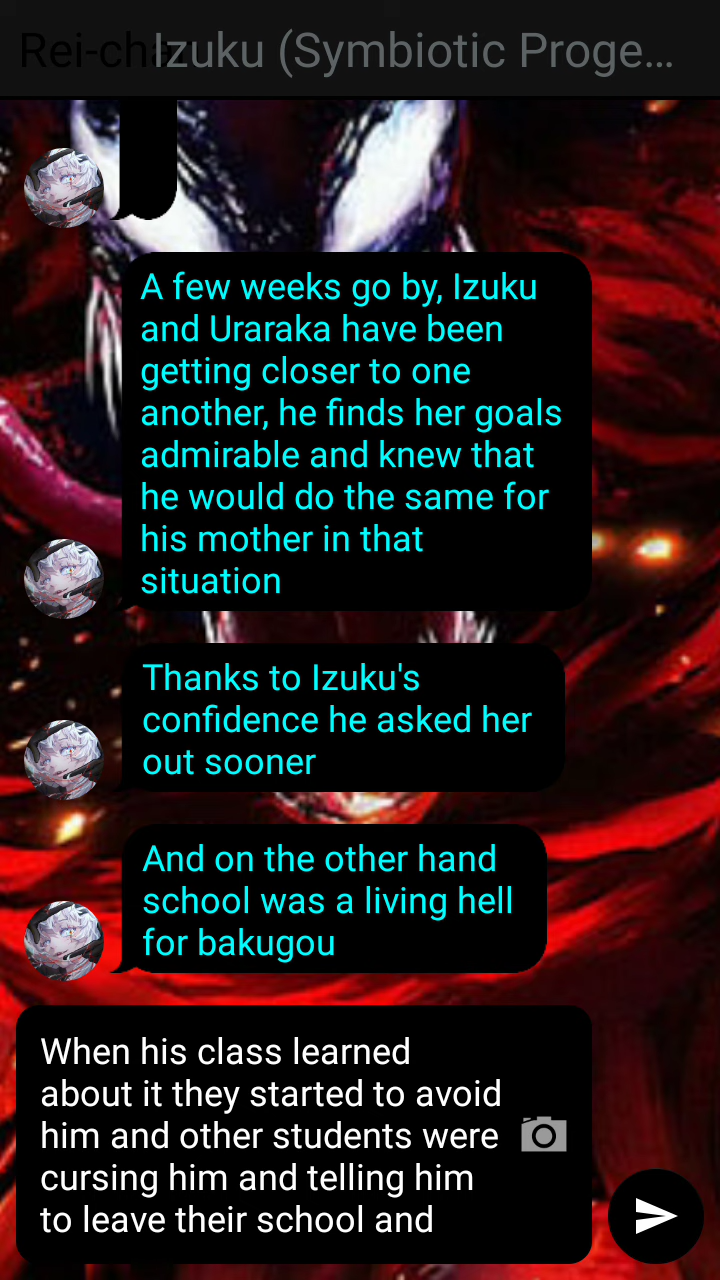 Rei-cha
Izuku (Symbiotic Proge…
A few weeks go by, Izuku
and Uraraka have been
getting closer to one
another, he finds her goals
admirable and knew that
he would do the same for
his mother in that
situation
Thanks to Izuku's
confidence he asked her
out sooner
And on the other hand
school was a living hell
for bakugou
When his class learned
about it they started to avoid
him and other students were
cursing him and telling him
to leave their school and